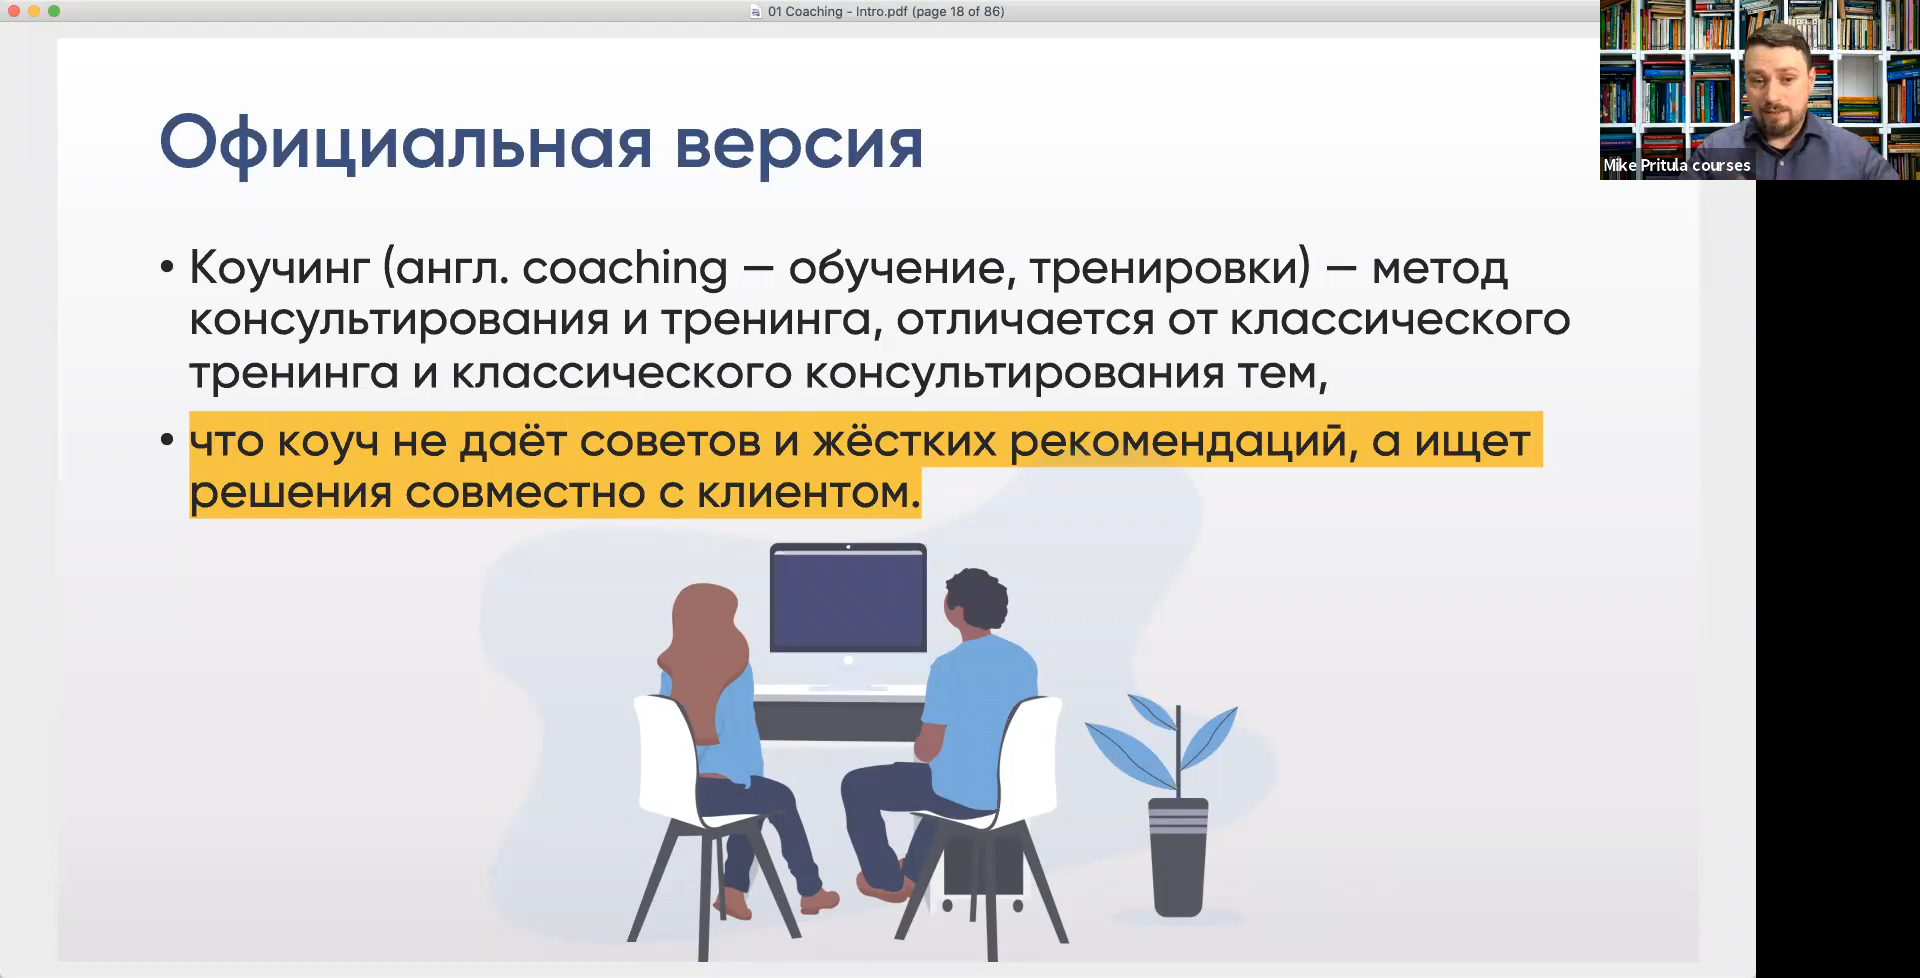 01 Coaching - Intro.pdf (page 18 of 86)
Mike Pritula courses
Официальная версия
• Коучинг (англ. coaching — обучение, тренировки) — метод
консультирования и тренинга, отличается от классического
тренинга и классического консультирования тем,
• что коуч не даёт советов и жёстких рекомендаций, а ищет
решения совместно с клиентом.